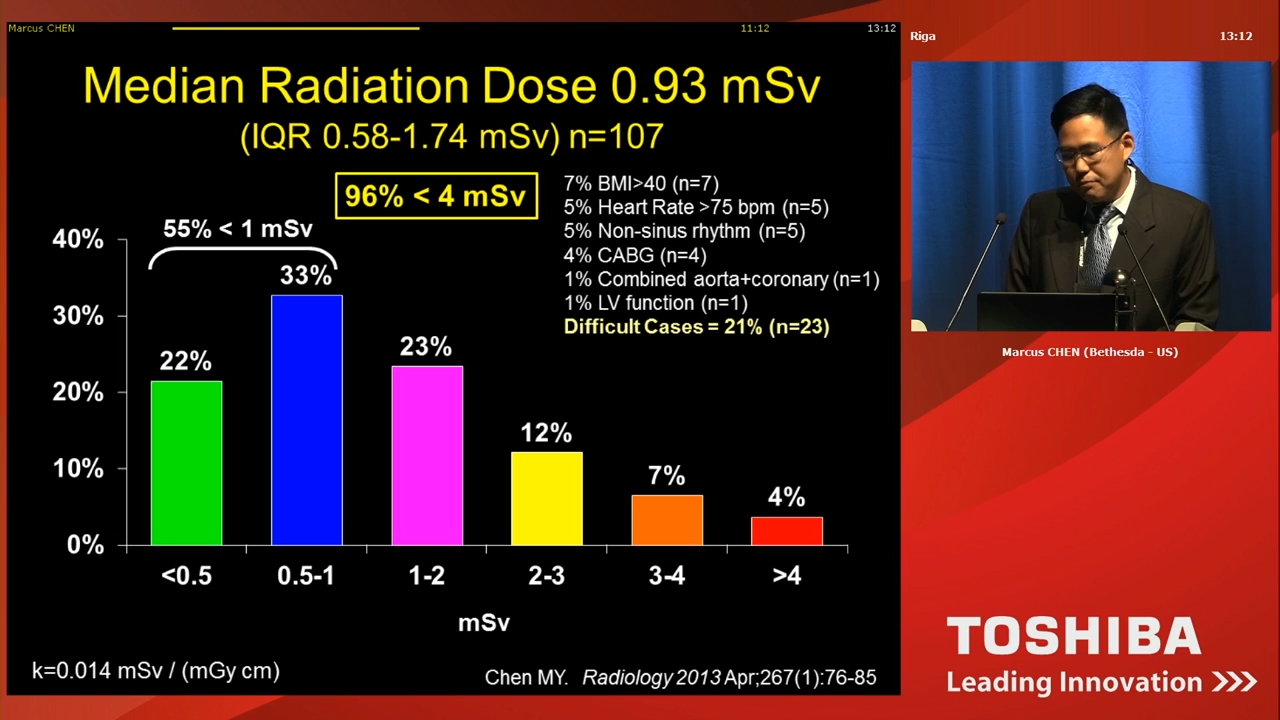 Marcus CHEN
11:12
13:12
Median Radiation Dose 0.93 mSv
(IQR 0.58-1.74 mSv) n=107
96% < 4 mSv
7% BMI>40 (n=7)
5% Heart Rate >75 bpm (n=5)
5% Non-sinus rhythm (n=5)
4% CABG (n=4)
1% Combined aorta+coronary (n=1)
1% LV function (n=1)
Difficult Cases = 21% (n=23)
55% < 1 mSv
40%
30%
20%
10%
0%
22%
33%
23%
12%
7%
4%
<0.5
0.5-1
1-2
2-3
3-4
>4
mSv
k=0.014 mSv / (mGy cm)
Chen MY. Radiology 2013 Apr;267(1):76-85
Riga
13:12
Marcus CHEN (Bethesda - US)
TOSHIBA
Leading Innovation >>>